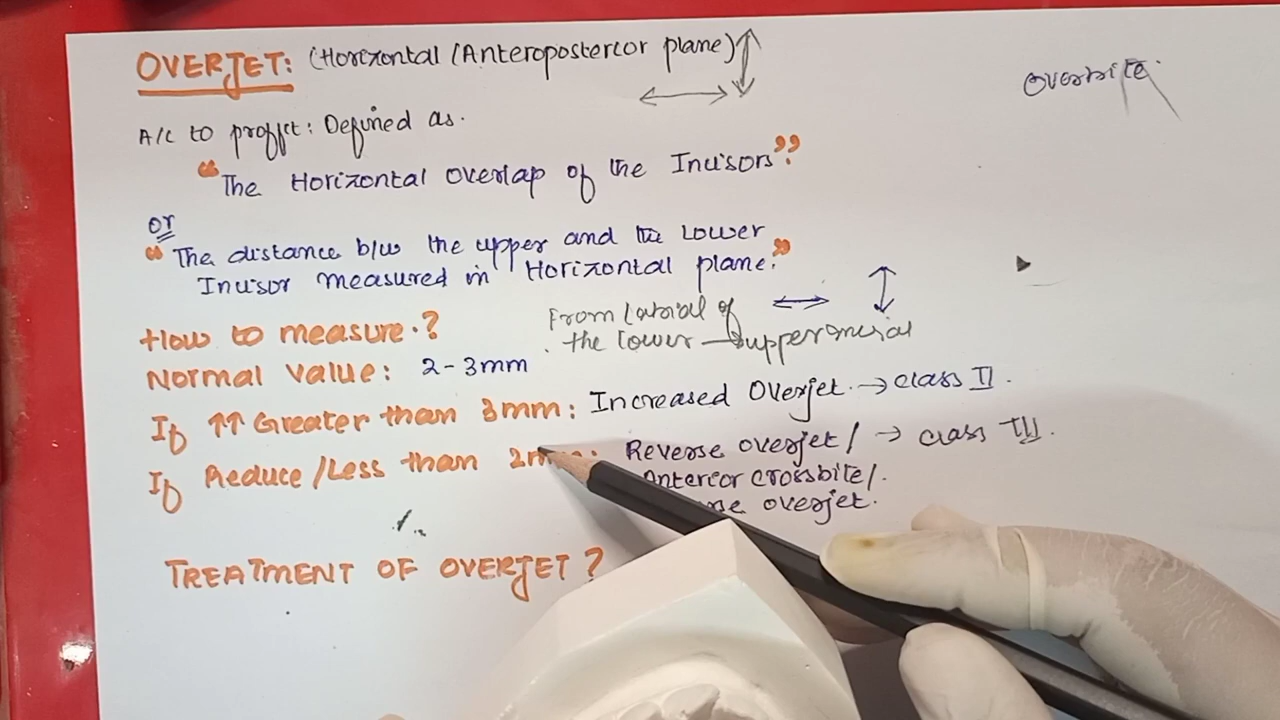 OVERJET: (Horizontal (Anteroposterior plane)
Overbite
A/c to proffit: Defined as.
"The Horizontal overlap of the Incisors"
or
"The distance b/w the upper and the Lower
Incisor measured in Horizontal plane."
How to measure.?
From labial of
the lower upper
Normal Value: 2-3mm
If ↑↑ Greater than 3mm: Increased Overjet. → class II.
If Reduce/Less than : Reverse overjet/ → class III.
Anterior crossbite/.
overjet.
TREATMENT OF OVERJET?